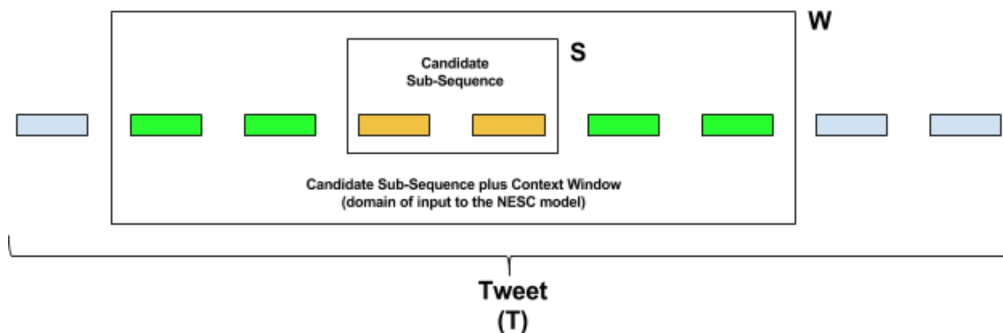 W
S
Candidate
Sub-Sequence
Candidate Sub-Sequence plus Context Window
(domain of input to the NESC model)
Tweet
(T)